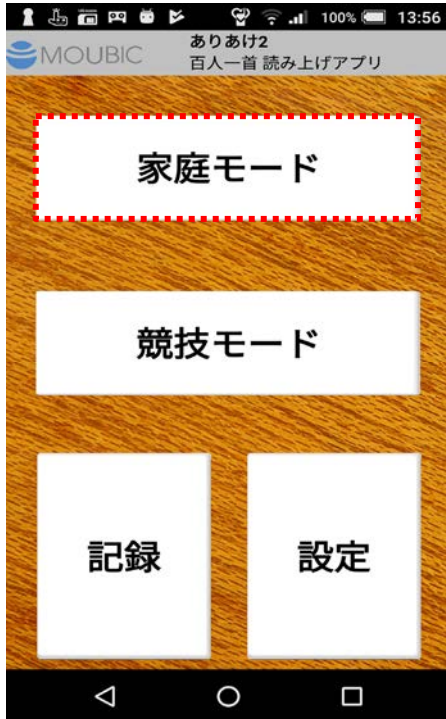 100% 13:56
MOUBIC
ありあけ2
百人一首 読み上げアプリ
家庭モード
競技モード
記録
設定